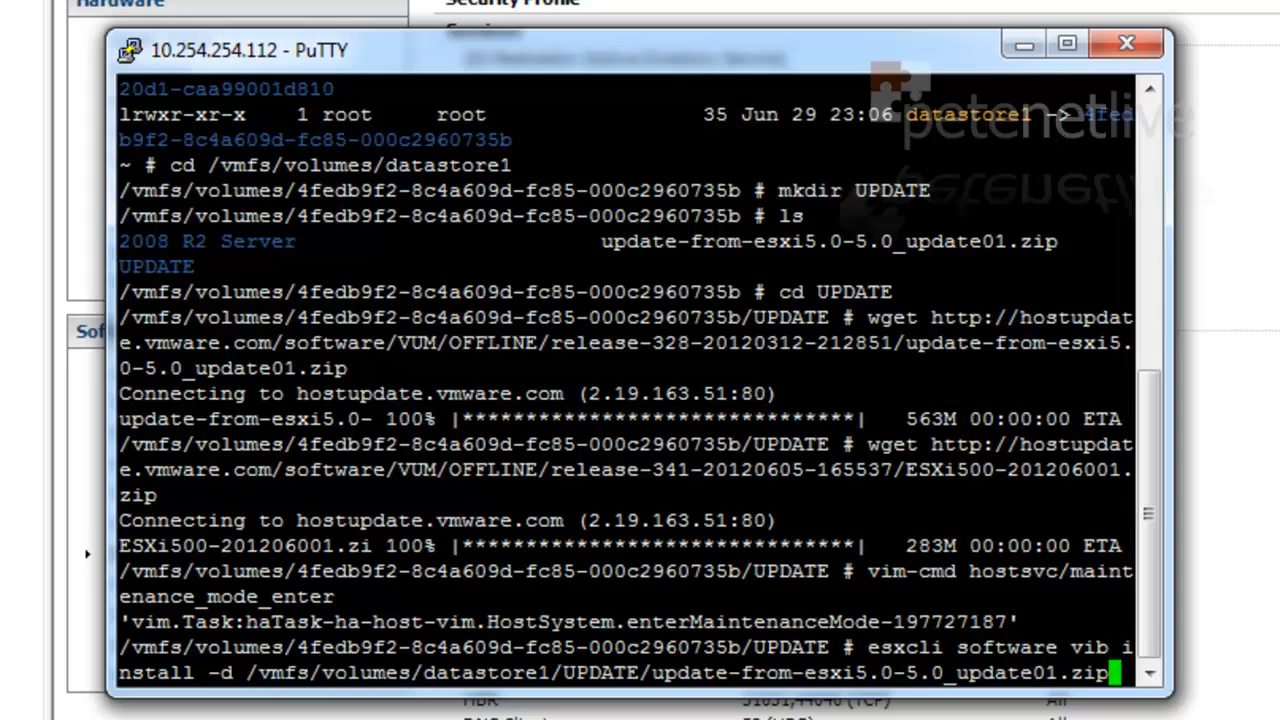 Hardware
Security Profile
10.254.254.112 - PuTTY
20d1-caa99001d810
lrwxr-xr-x    1 root     root                    35 Jun 29 23:06 datastore1 -> 4fed
b9f2-8c4a609d-fc85-000c2960735b
~ # cd /vmfs/volumes/datastore1
/vmfs/volumes/4fedb9f2-8c4a609d-fc85-000c2960735b # mkdir UPDATE
/vmfs/volumes/4fedb9f2-8c4a609d-fc85-000c2960735b # ls
2008 R2 Server                        update-from-esxi5.0-5.0_update01.zip
UPDATE
/vmfs/volumes/4fedb9f2-8c4a609d-fc85-000c2960735b # cd UPDATE
/vmfs/volumes/4fedb9f2-8c4a609d-fc85-000c2960735b/UPDATE # wget http://hostupdat
e.vmware.com/software/VUM/OFFLINE/release-328-20120312-212851/update-from-esxi5.
0-5.0_update01.zip
Connecting to hostupdate.vmware.com (2.19.163.51:80)
update-from-esxi5.0- 100% |*******************************|   563M 00:00:00 ETA
/vmfs/volumes/4fedb9f2-8c4a609d-fc85-000c2960735b/UPDATE # wget http://hostupdat
e.vmware.com/software/VUM/OFFLINE/release-341-20120605-165537/ESXi500-201206001.
zip
Connecting to hostupdate.vmware.com (2.19.163.51:80)
ESXi500-201206001.zi 100% |*******************************|   283M 00:00:00 ETA
/vmfs/volumes/4fedb9f2-8c4a609d-fc85-000c2960735b/UPDATE # vim-cmd hostsvc/maint
enance_mode_enter
'vim.Task:haTask-ha-host-vim.HostSystem.enterMaintenanceMode-197727187'
/vmfs/volumes/4fedb9f2-8c4a609d-fc85-000c2960735b/UPDATE # esxcli software vib i
nstall -d /vmfs/volumes/datastore1/UPDATE/update-from-esxi5.0-5.0_update01.zip
petenetlive
Sof